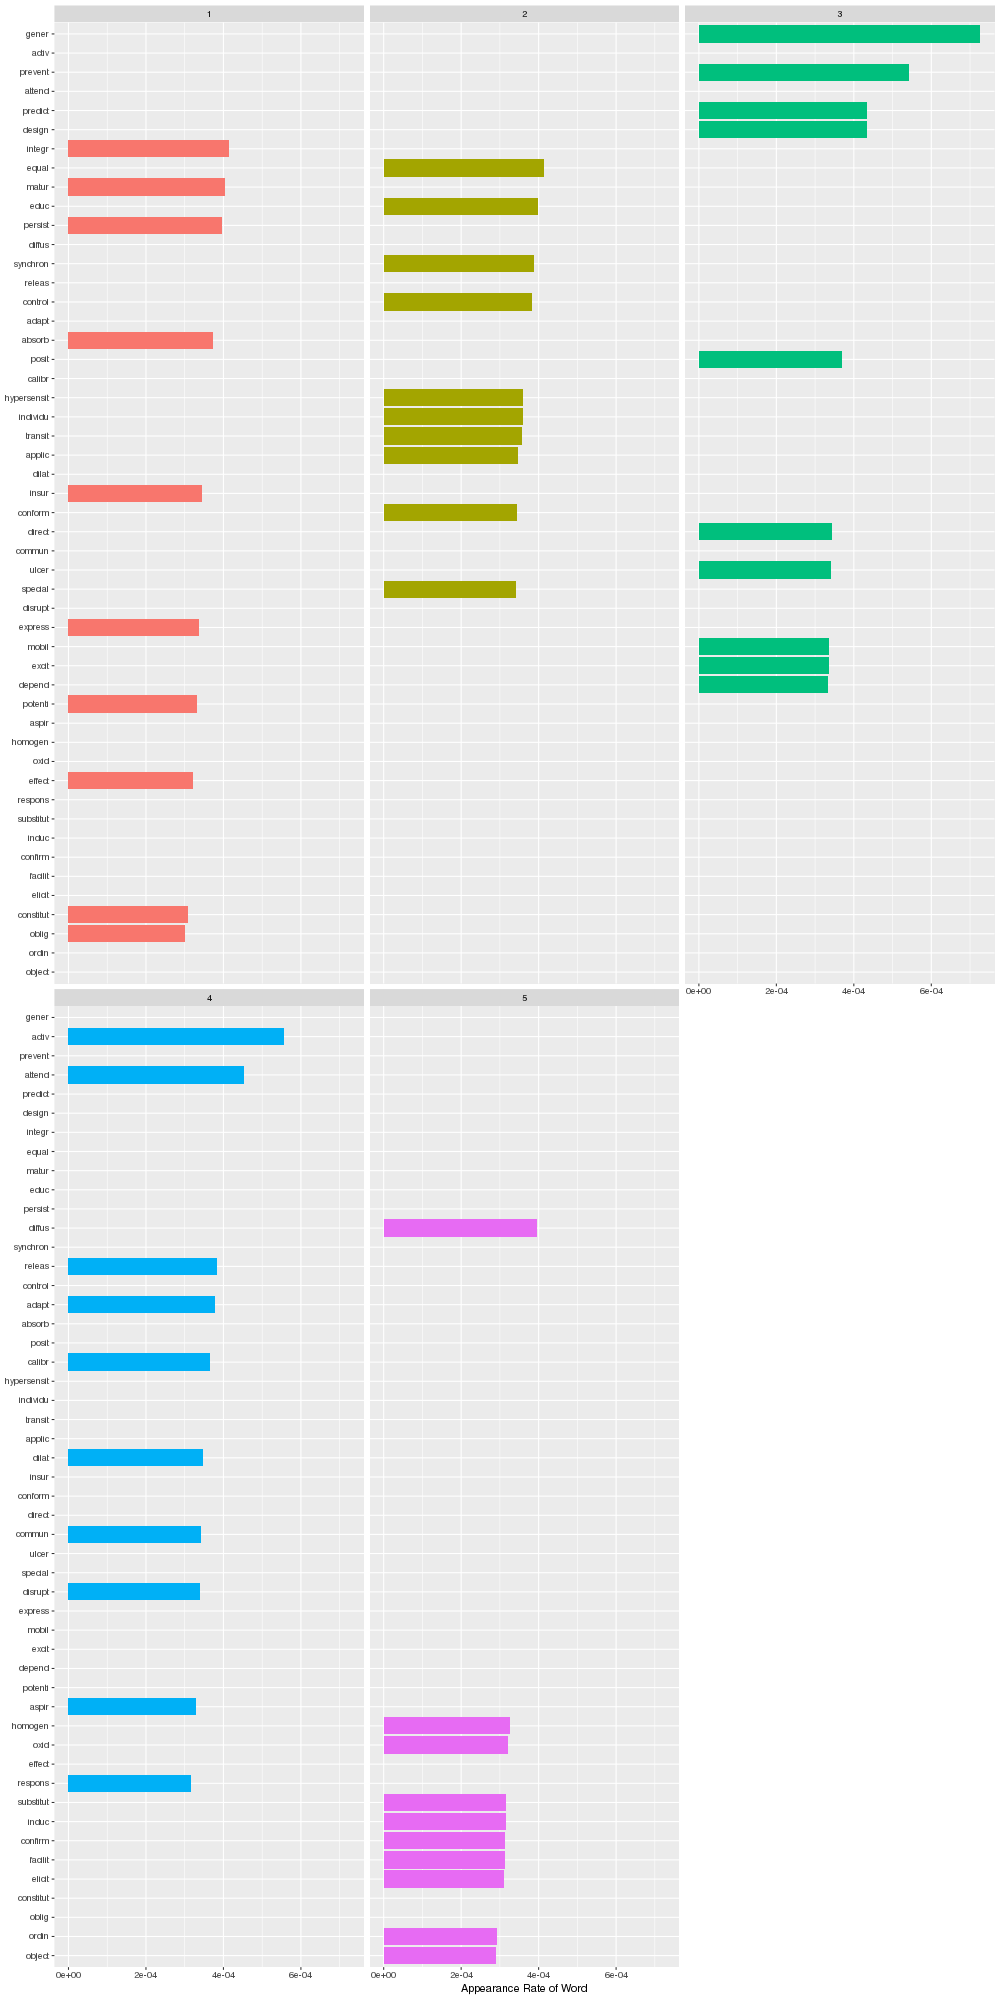 1
2
3
gener
activ
prevent
attend
predict
design
integr
equal
matur
educ
persist
diffus
synchron
releas
control
adapt
absorb
posit
calibr
hypersensit
individu
transit
applic
dilat
insur
conform
direct
commun
ulcer
special
disrupt
express
mobil
excit
depend
potenti
aspir
homogen
oxid
effect
respons
substitut
induc
confirm
facilit
elicit
constitut
oblig
ordin
object
0e+00 2e-04 4e-04 6e-04
4
5
gener
activ
prevent
attend
predict
design
integr
equal
matur
educ
persist
diffus
synchron
releas
control
adapt
absorb
posit
calibr
hypersensit
individu
transit
applic
dilat
insur
conform
direct
commun
ulcer
special
disrupt
express
mobil
excit
depend
potenti
aspir
homogen
oxid
effect
respons
substitut
induc
confirm
facilit
elicit
constitut
oblig
ordin
object
0e+00 2e-04 4e-04 6e-04 0e+00 2e-04 4e-04 6e-04
Appearance Rate of Word